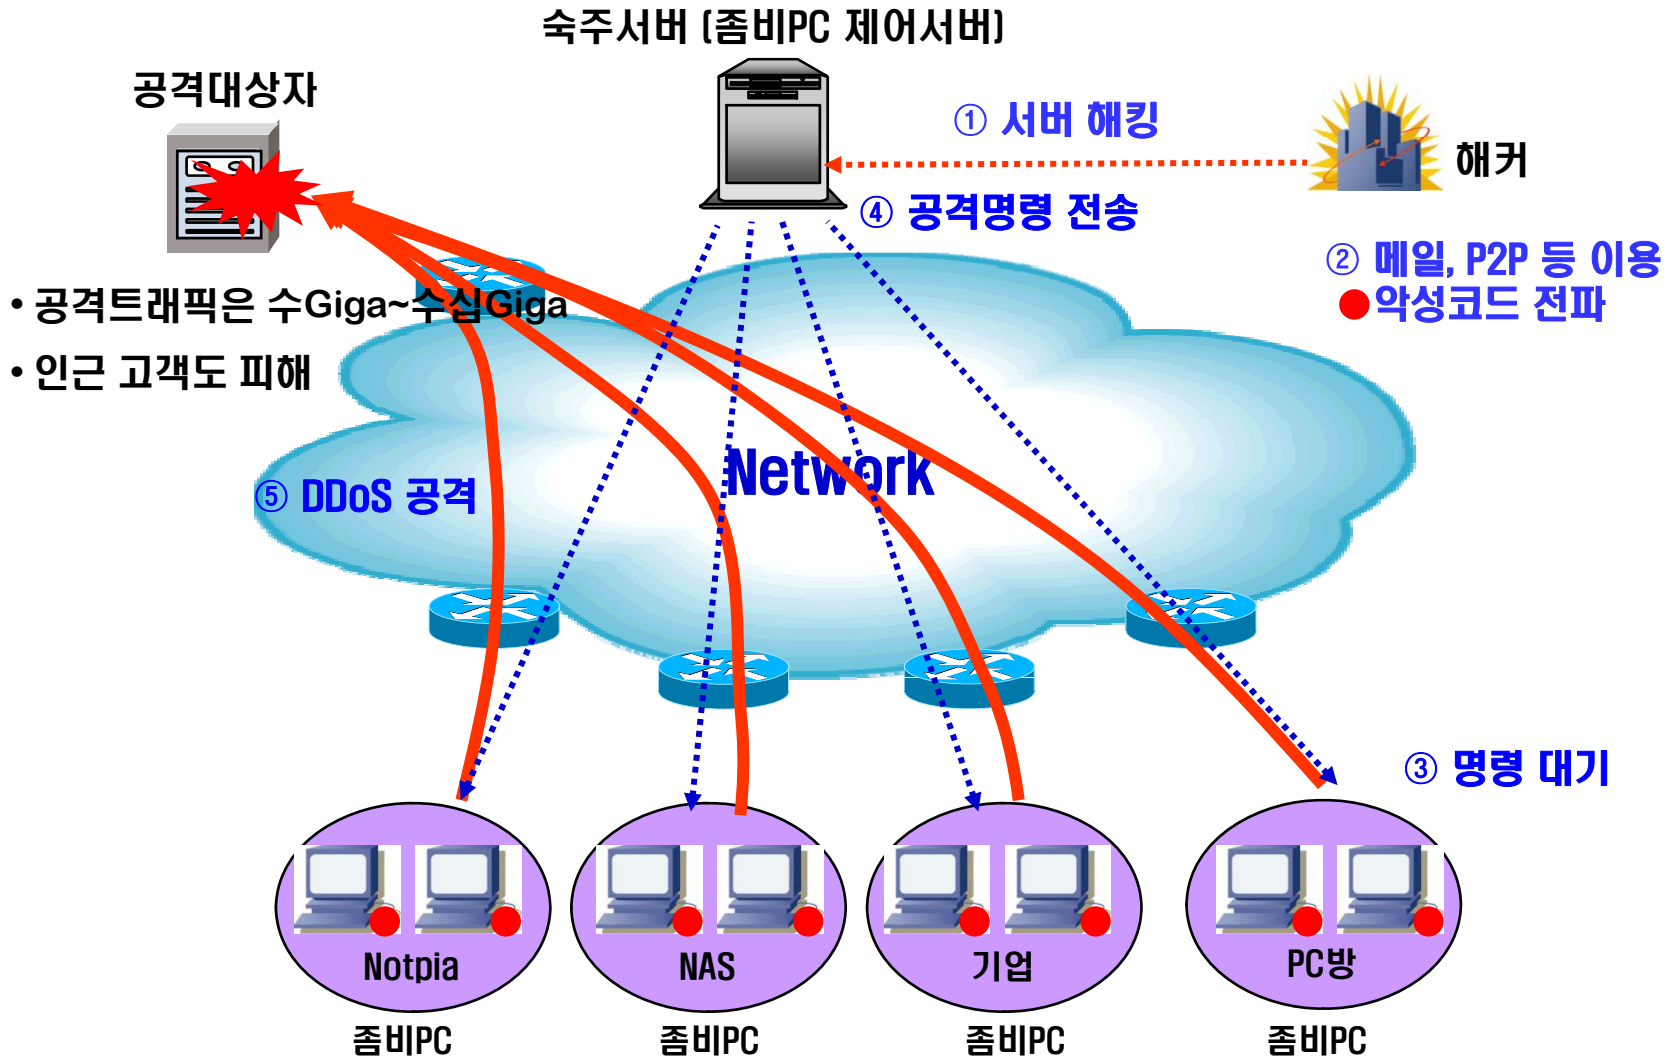 숙주서버 (좀비PC 제어서버)
공격대상자
① 서버 해킹
해커
④ 공격명령 전송
② 메일, P2P 등 이용
악성코드 전파
• 공격트래픽은 수Giga~수십Giga
• 인근 고객도 피해
Network
⑤ DDoS 공격
③ 명령 대기
Notpia
NAS
기업
PC방
좀비PC
좀비PC
좀비PC
좀비PC